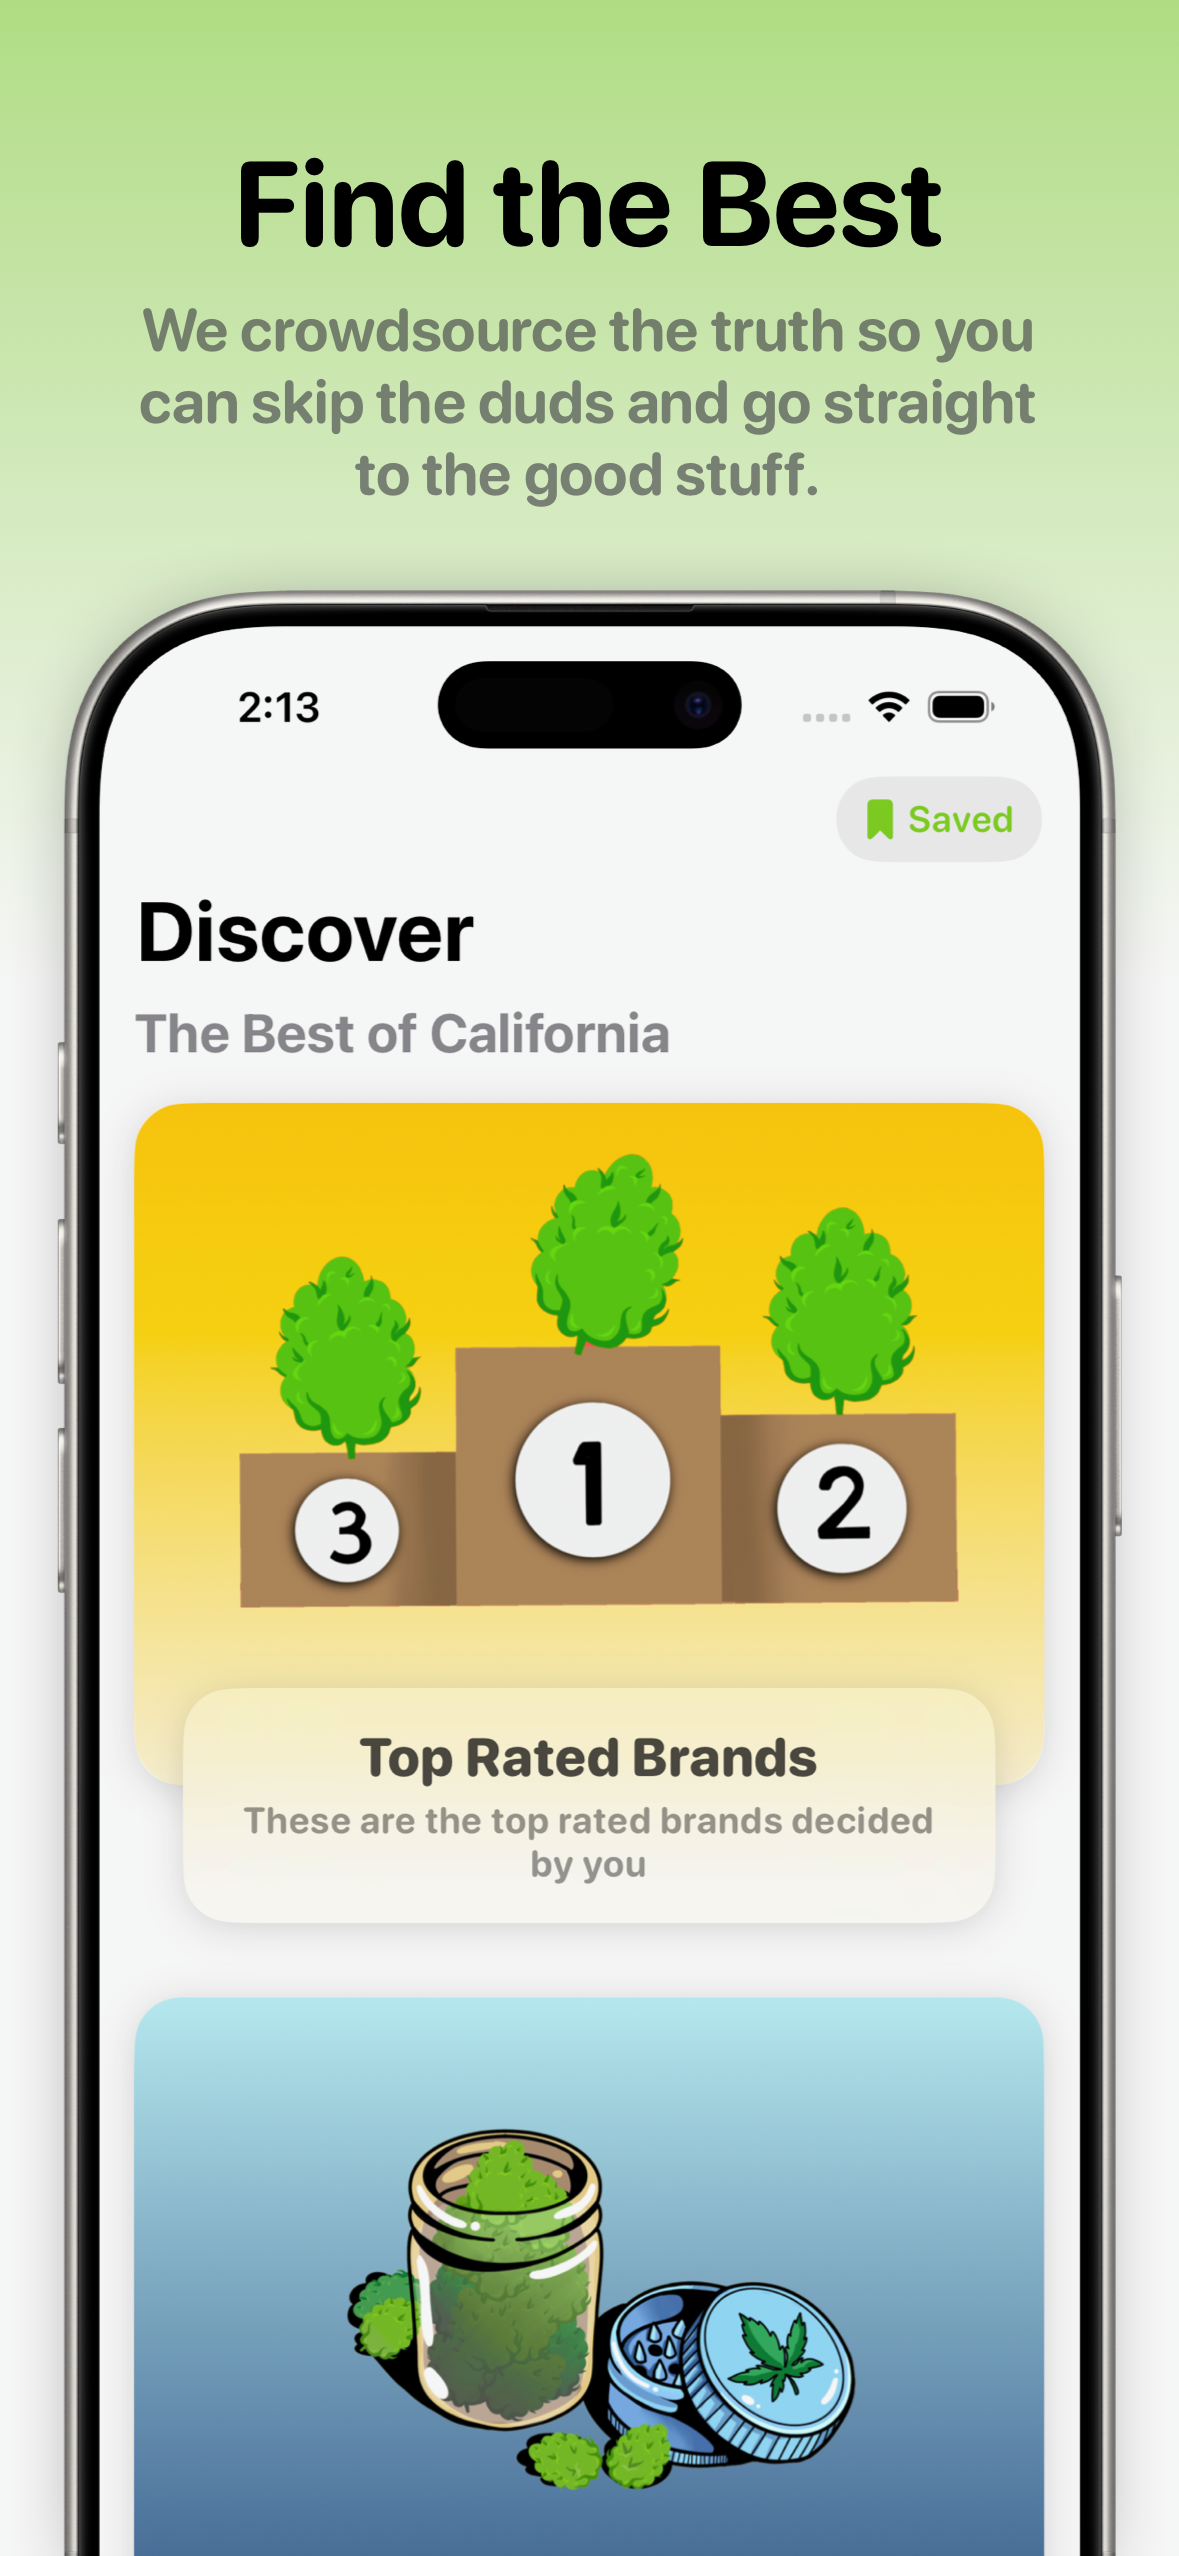 Find the Best
We crowdsource the truth so you
can skip the duds and go straight
to the good stuff.
2:13
Saved
Discover
The Best of California
3
1
2
Top Rated Brands
These are the top rated brands decided
by you